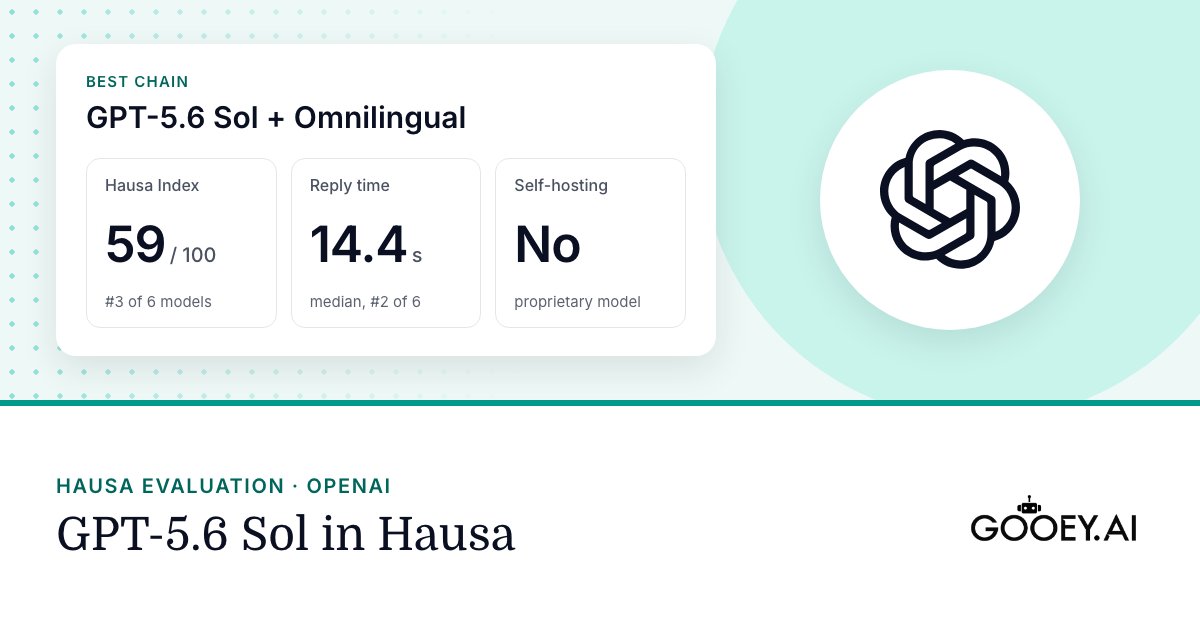 BEST CHAIN
GPT-5.6 Sol + Omnilingual
Hausa Index
59 / 100
#3 of 6 models
Reply time
14.4 s
median, #2 of 6
Self-hosting
No
proprietary model
HAUSA EVALUATION · OPENAI
GPT-5.6 Sol in Hausa
GOOEY.AI